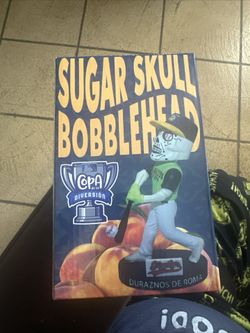 SUGAR SKULL
BOBBLEHEAD
COPA
DIVERSIÓN
DURAZNOS DE ROMA